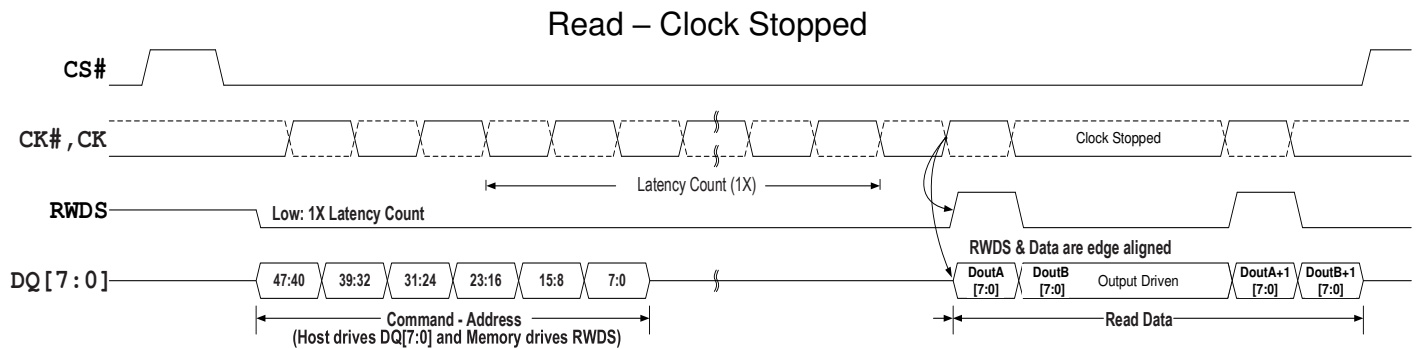 Read – Clock Stopped
CS#
CK#,CK
Clock Stopped
Latency Count (1X)
RWDS
Low: 1X Latency Count
RWDS & Data are edge aligned
DQ[7:0]
47:40 39:32 31:24 23:16 15:8 7:0
DoutA DoutB Output Driven DoutA+1 DoutB+1
[7:0] [7:0] [7:0] [7:0]
Command - Address Read Data
(Host drives DQ[7:0] and Memory drives RWDS)